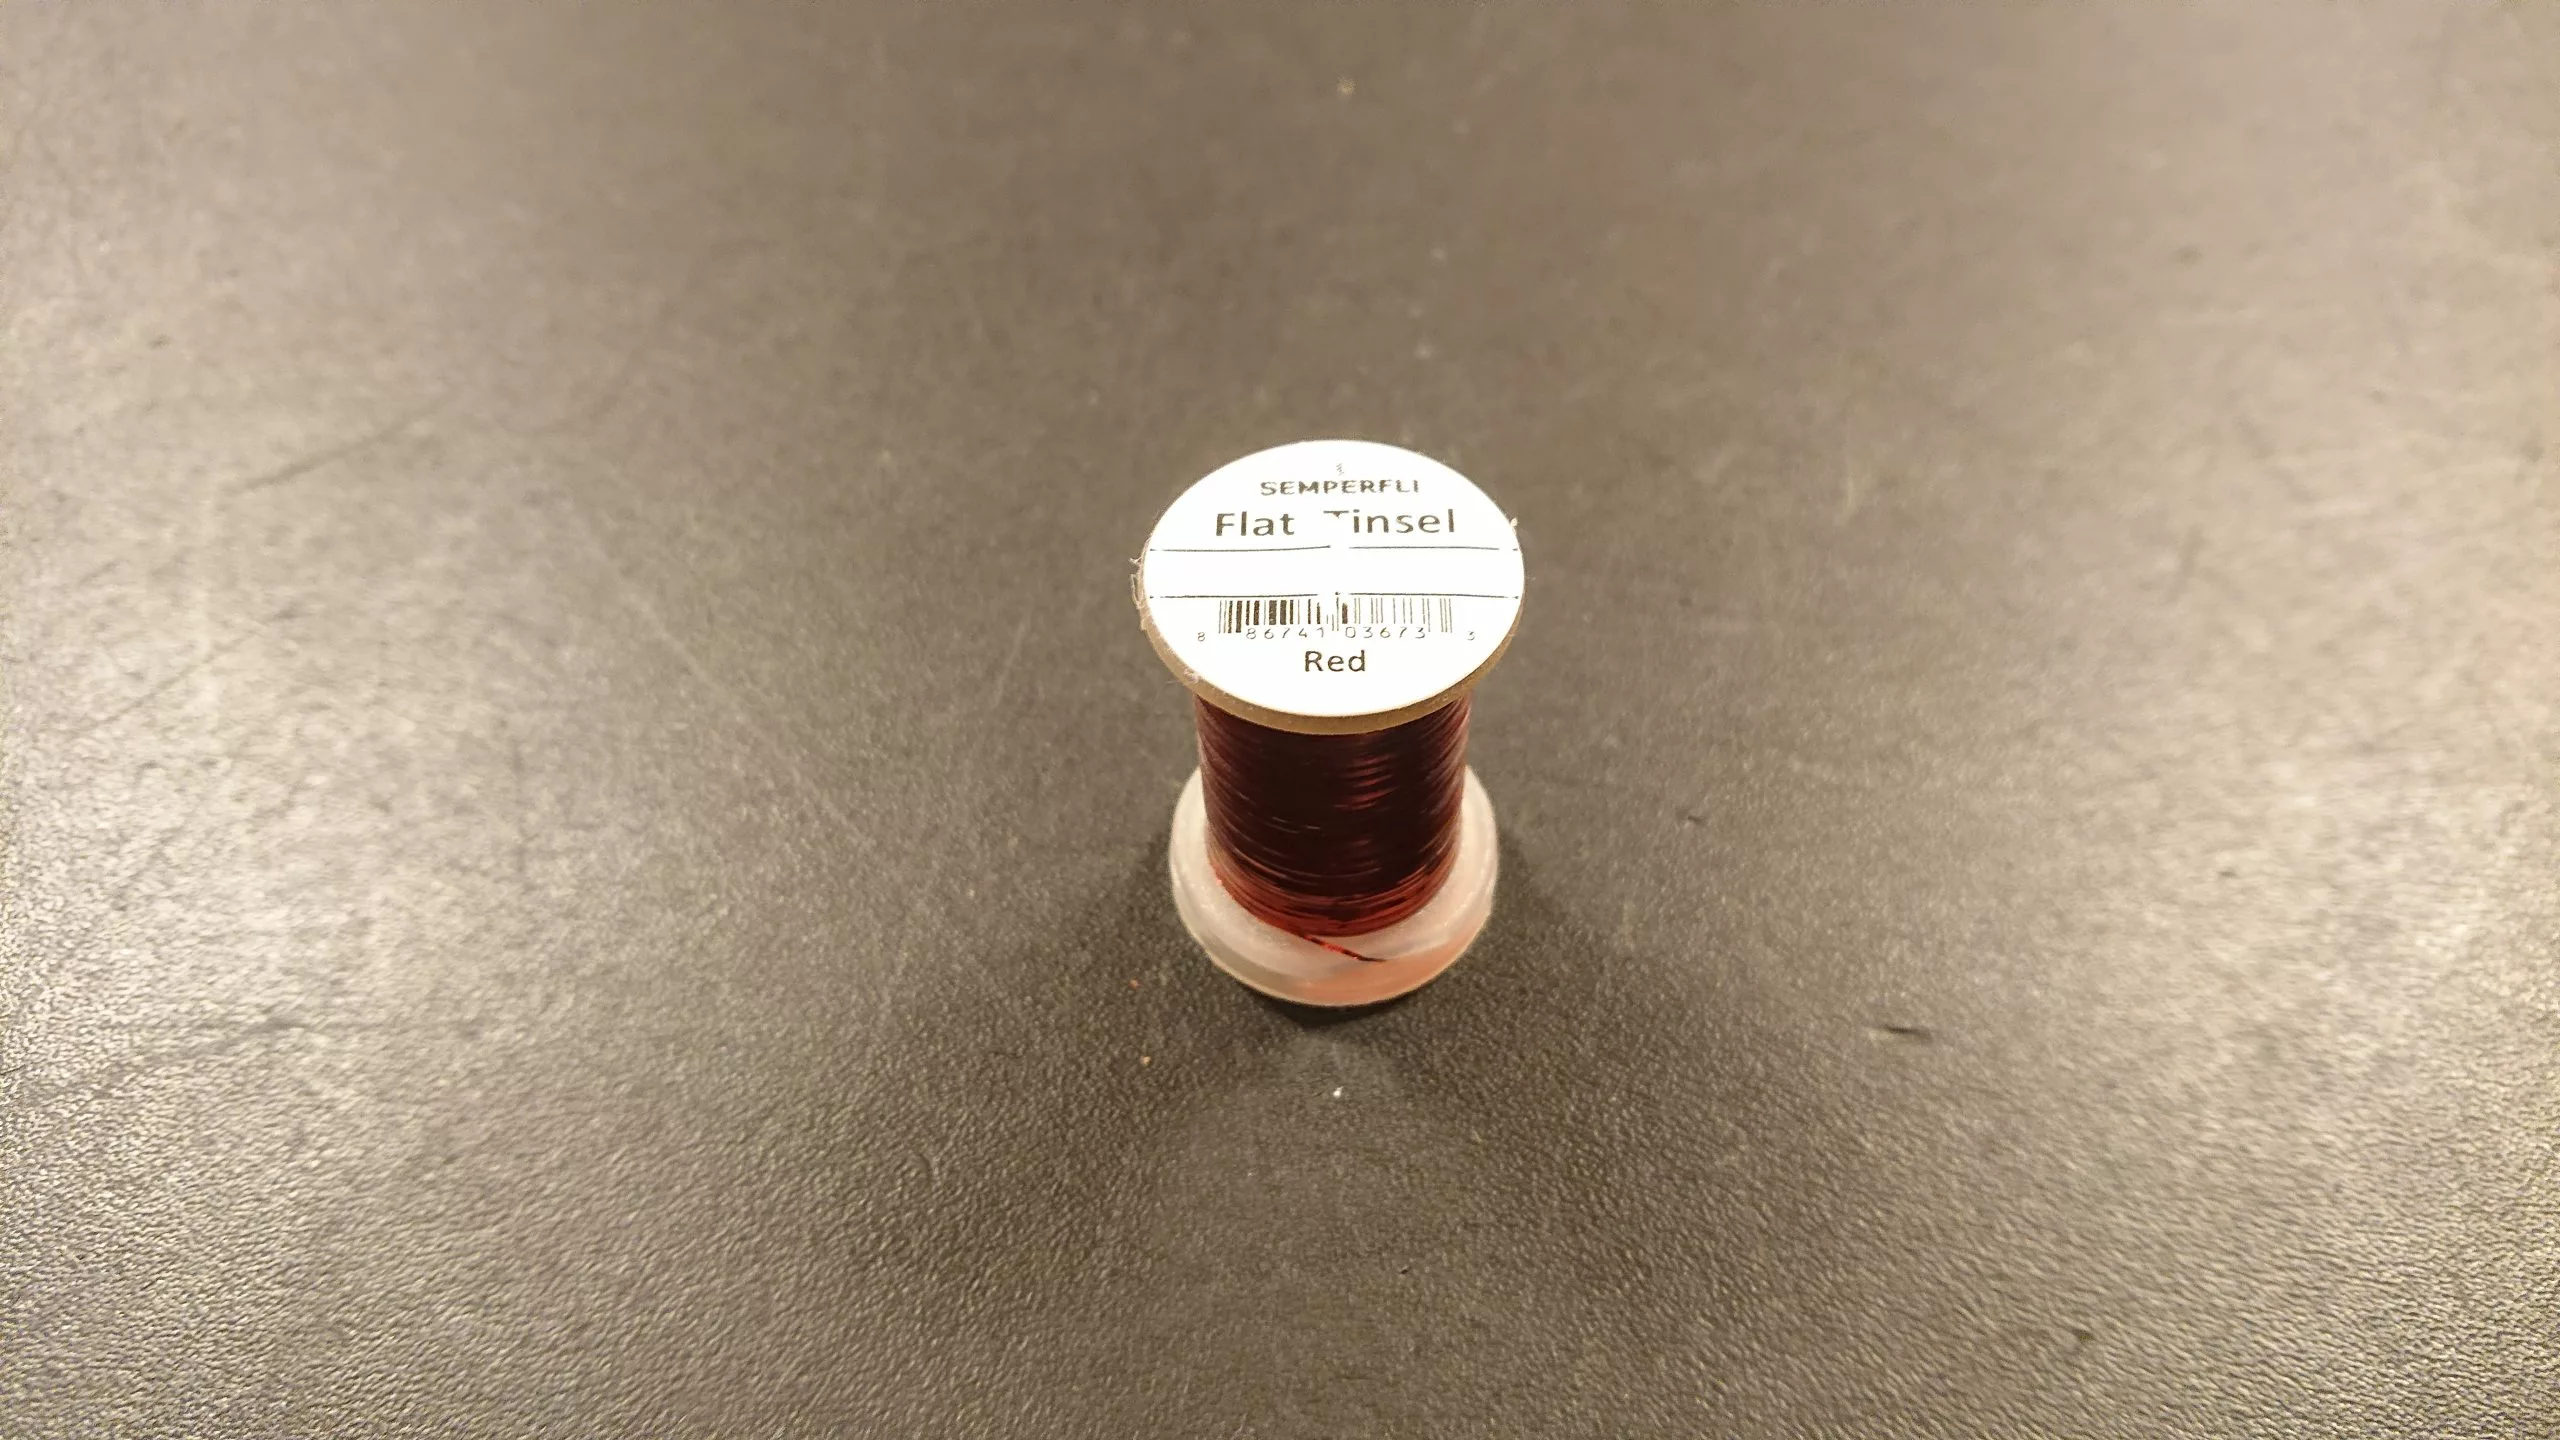 SEMPERFLI
Flat Tinsel
8 86741 03673 3
Red